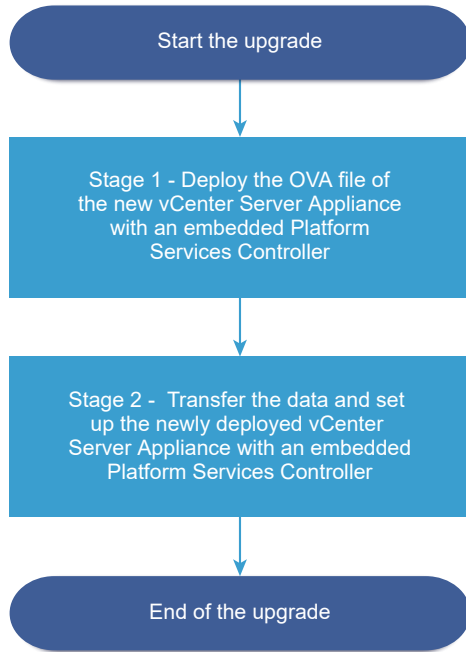 Start the upgrade
Stage 1 - Deploy the OVA file of
the new vCenter Server Appliance
with an embedded Platform
Services Controller
Stage 2 -  Transfer the data and set
up the newly deployed vCenter
Server Appliance with an embedded
Platform Services Controller
End of the upgrade